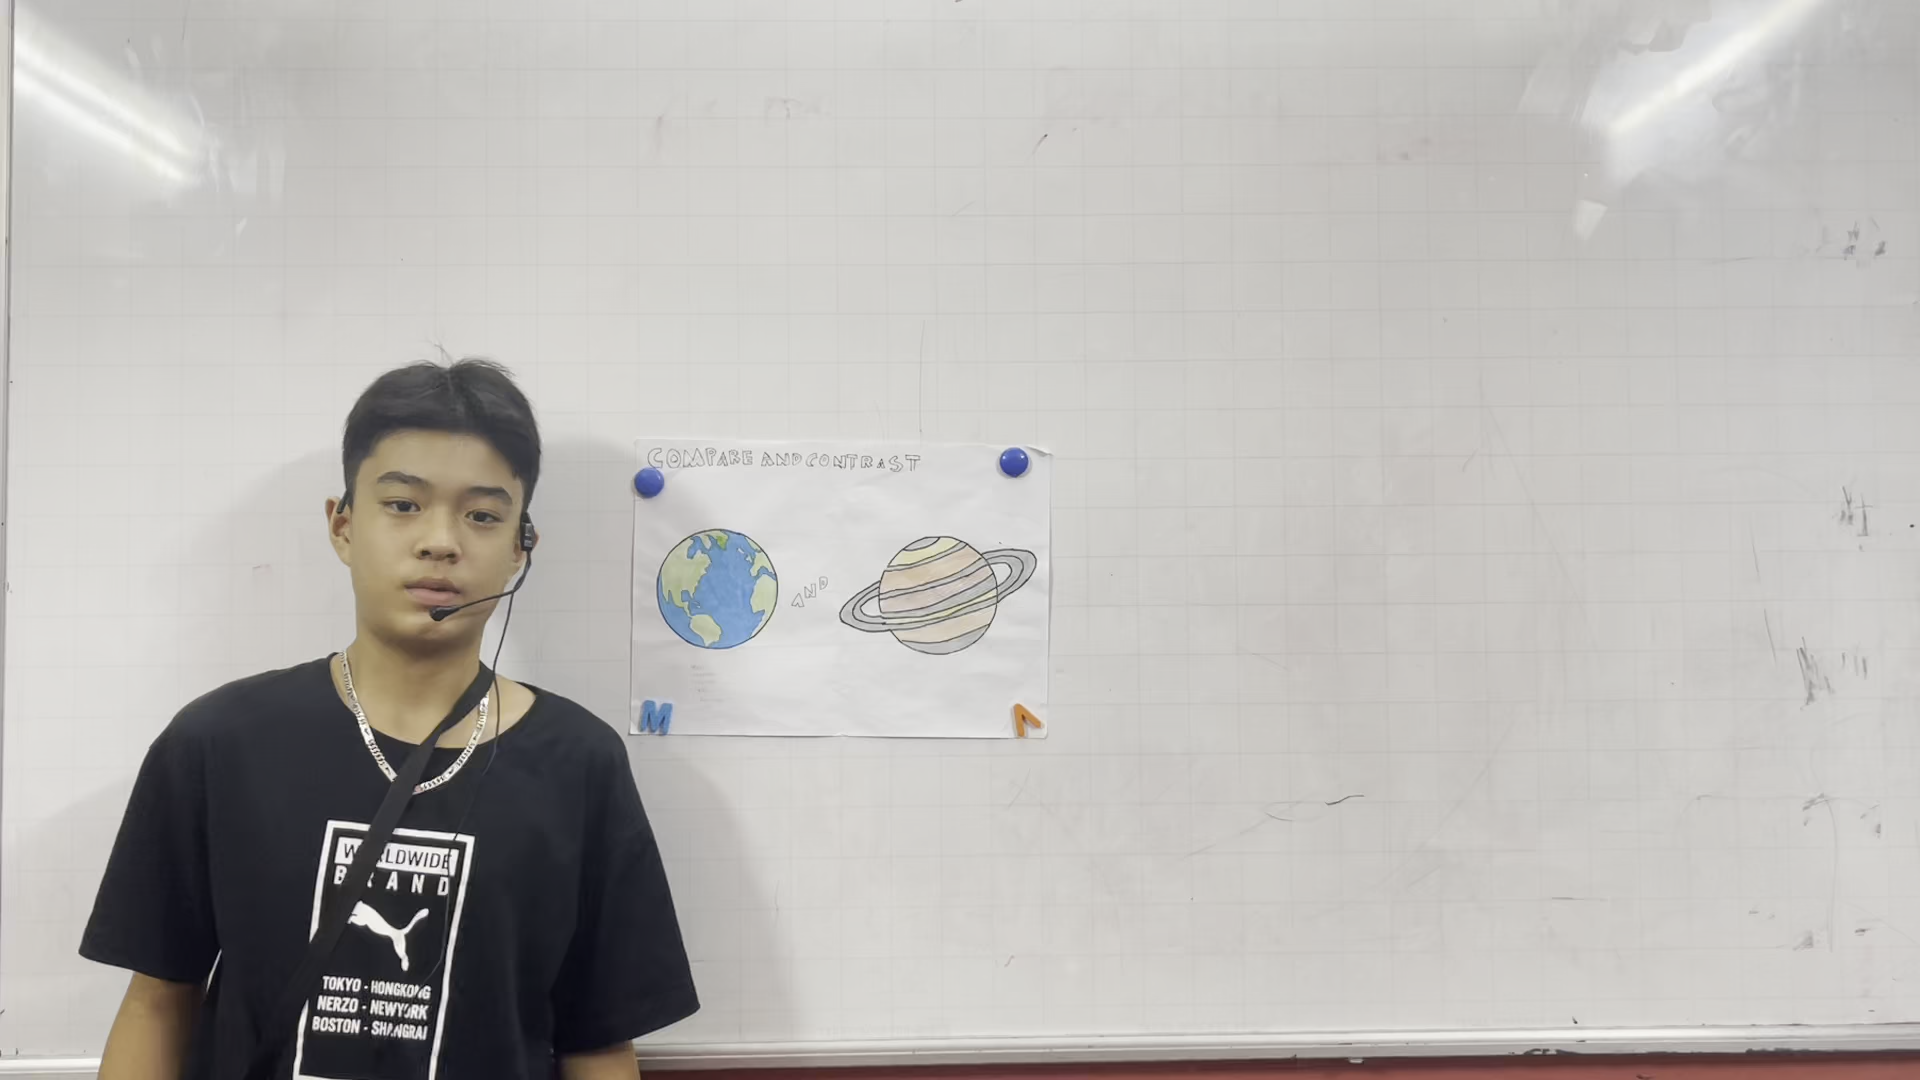 COMPARE AND CONTRAST
AND
M
WORLDWIDE
BRAND
TOKYO - HONGKONG
NERZO - NEWYORK
BOSTON - SHANGRAI